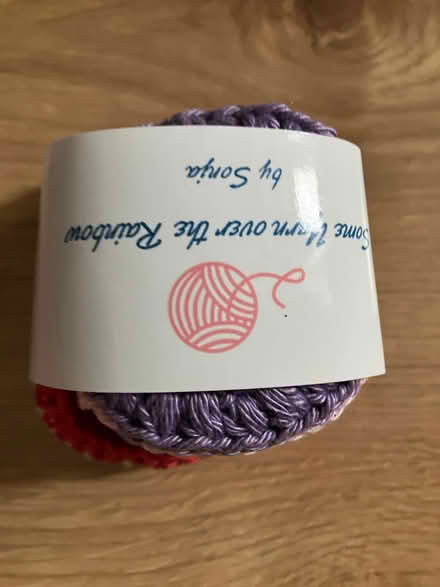 Some Yarn over the Rainbow
by Sonja